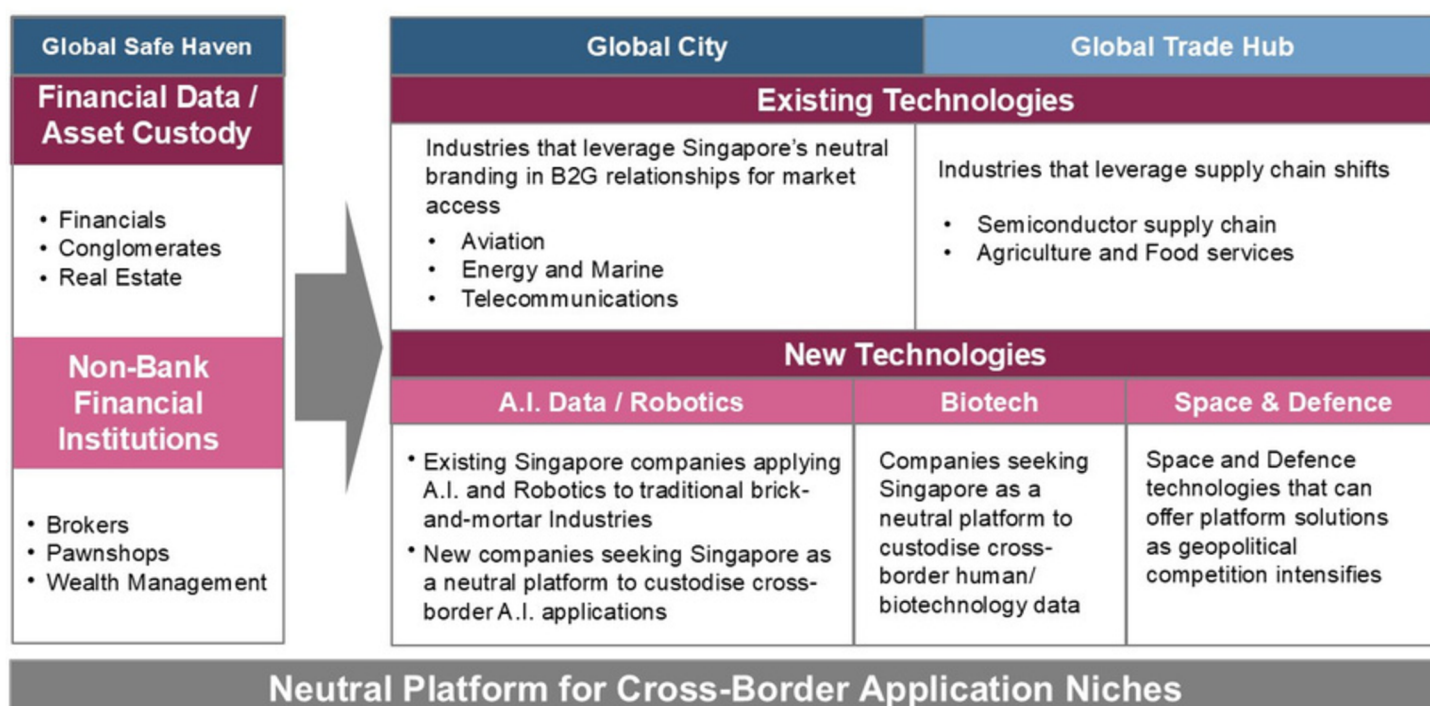 Global Safe Haven
Financial Data /
Asset Custody
• Financials
• Conglomerates
• Real Estate
Non-Bank
Financial
Institutions
• Brokers
• Pawnshops
• Wealth Management
Global City
Global Trade Hub
Existing Technologies
Industries that leverage Singapore's neutral
branding in B2G relationships for market
access
• Aviation
• Energy and Marine
• Telecommunications
Industries that leverage supply chain shifts
• Semiconductor supply chain
• Agriculture and Food services
New Technologies
A.I. Data / Robotics
• Existing Singapore companies applying
A.I. and Robotics to traditional brick-
and-mortar Industries
• New companies seeking Singapore as
a neutral platform to custodise cross-
border A.I. applications
Biotech
Companies seeking
Singapore as a
neutral platform to
custodise cross-
border human/
biotechnology data
Space & Defence
Space and Defence
technologies that can
offer platform solutions
as geopolitical
competition intensifies
Neutral Platform for Cross-Border Application Niches